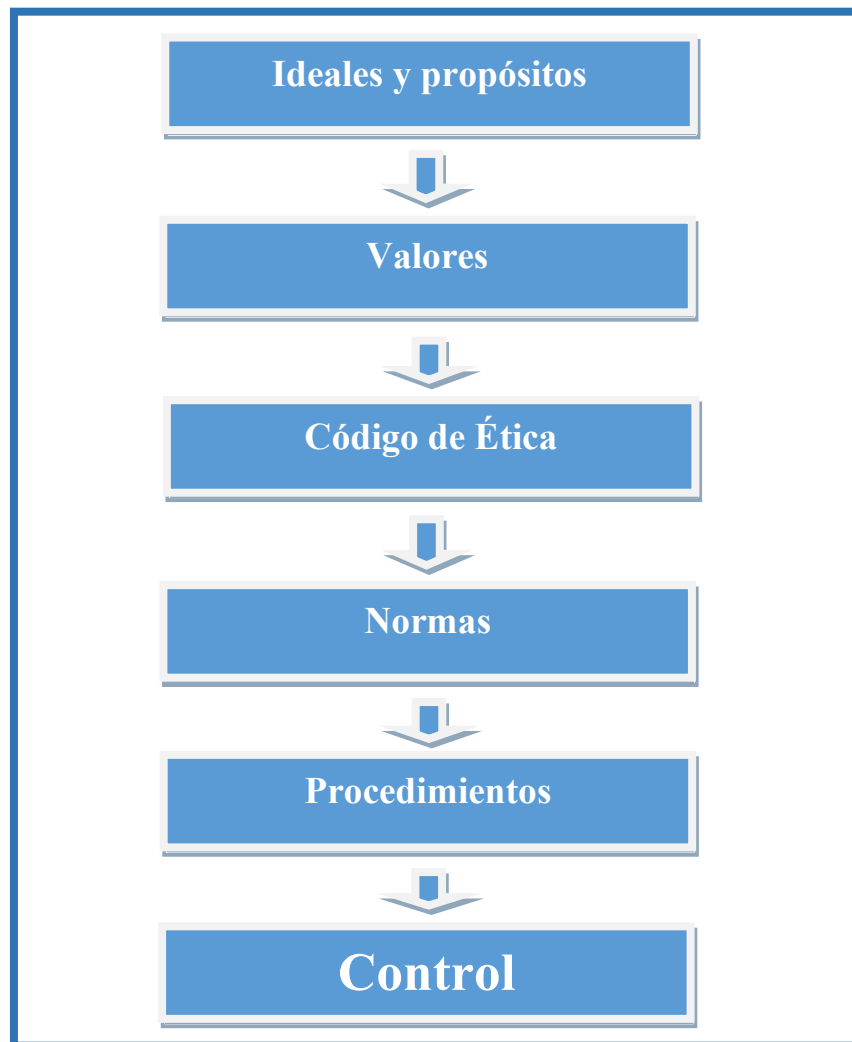 Ideales y propósitos
Valores
Código de Ética
Normas
Procedimientos
Control